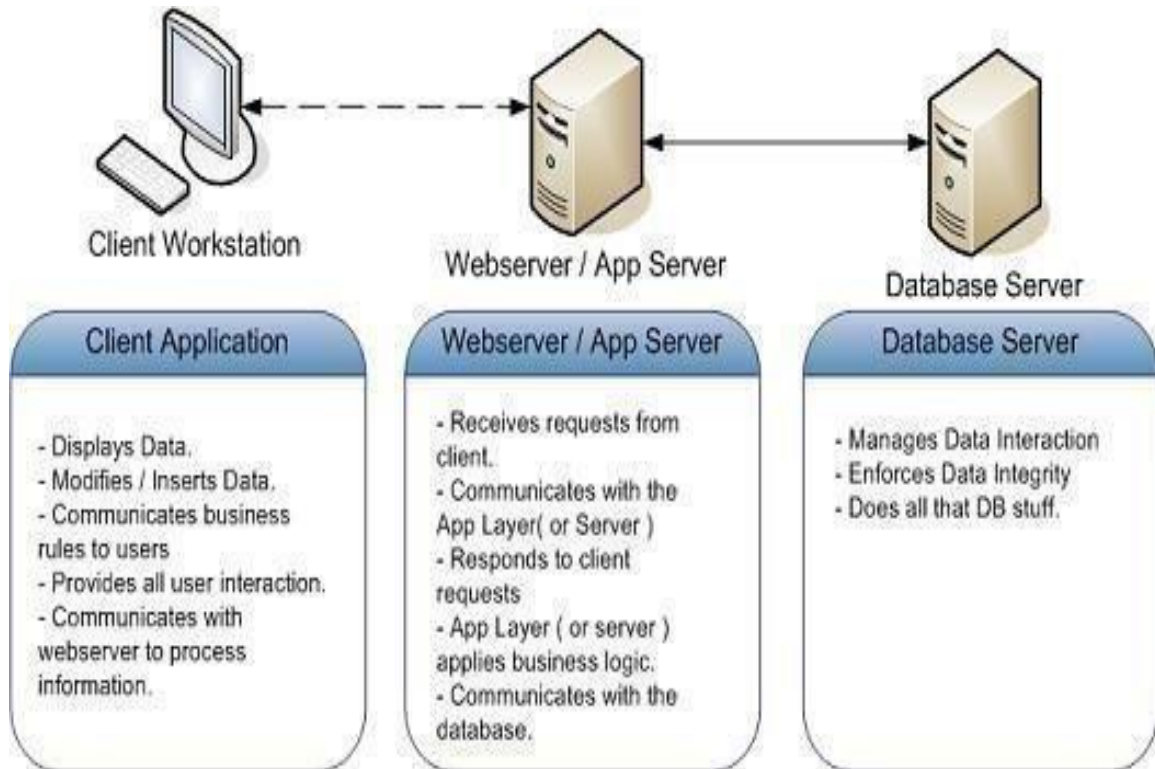 Client Workstation
Webserver / App Server
Database Server
Client Application
- Displays Data.
- Modifies / Inserts Data.
- Communicates business
rules to users
- Provides all user interaction.
- Communicates with
webserver to process
information.
Webserver / App Server
- Receives requests from
client.
- Communicates with the
App Layer( or Server )
- Responds to client
requests
- App Layer ( or server )
applies business logic.
- Communicates with the
database.
Database Server
- Manages Data Interaction
- Enforces Data Integrity
- Does all that DB stuff.